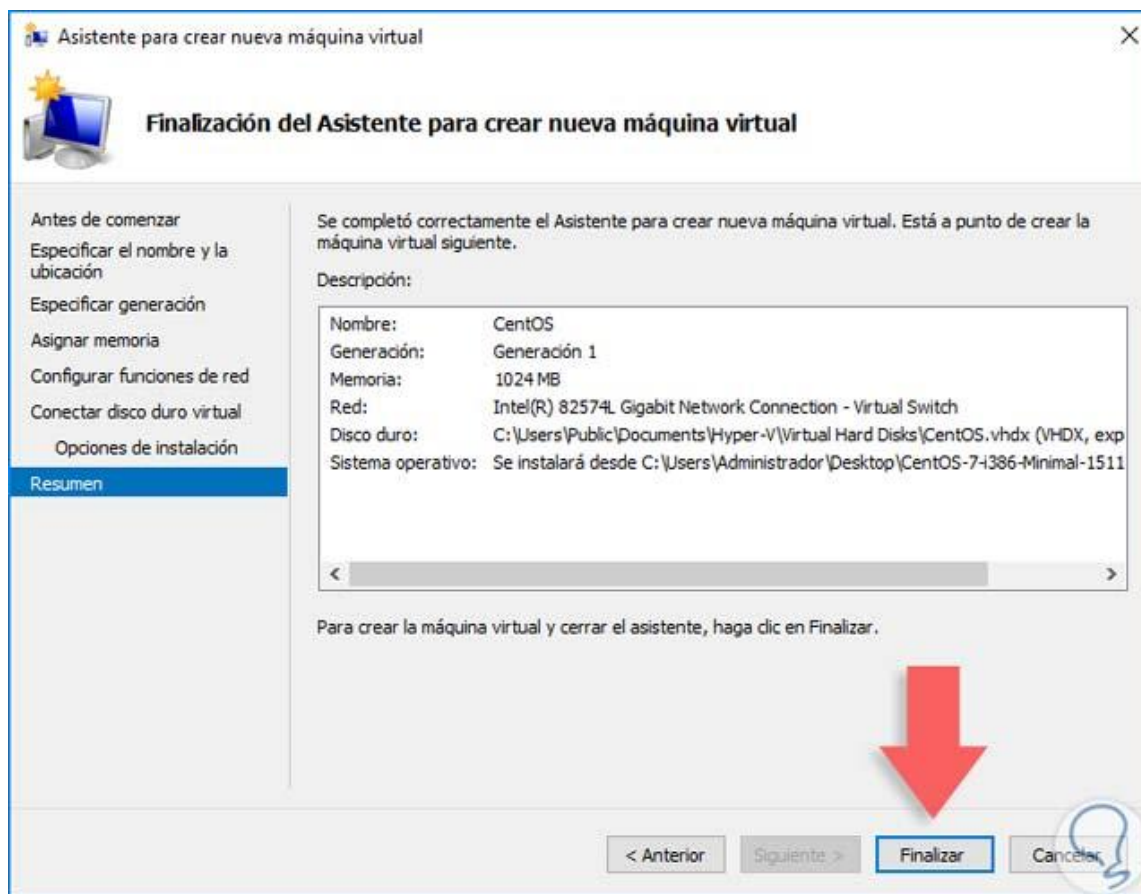 Asistente para crear nueva máquina virtual
Finalización del Asistente para crear nueva máquina virtual
Antes de comenzar
Especificar el nombre y la
ubicación
Especificar generación
Asignar memoria
Configurar funciones de red
Conectar disco duro virtual
Opciones de instalación
Resumen
Se completó correctamente el Asistente para crear nueva máquina virtual. Está a punto de crear la
máquina virtual siguiente.
Descripción:
Nombre: CentOS
Generación: Generación 1
Memoria: 1024 MB
Red: Intel(R) 82574L Gigabit Network Connection - Virtual Switch
Disco duro: C:\Users\Public\Documents\Hyper-V\Virtual Hard Disks\CentOS.vhdx (VHDX, exp
Sistema operativo: Se instalará desde C:\Users\Administrador\Desktop\CentOS-7-i386-Minimal-1511
Para crear la máquina virtual y cerrar el asistente, haga clic en Finalizar.
< Anterior Siguiente > Finalizar Cancelar